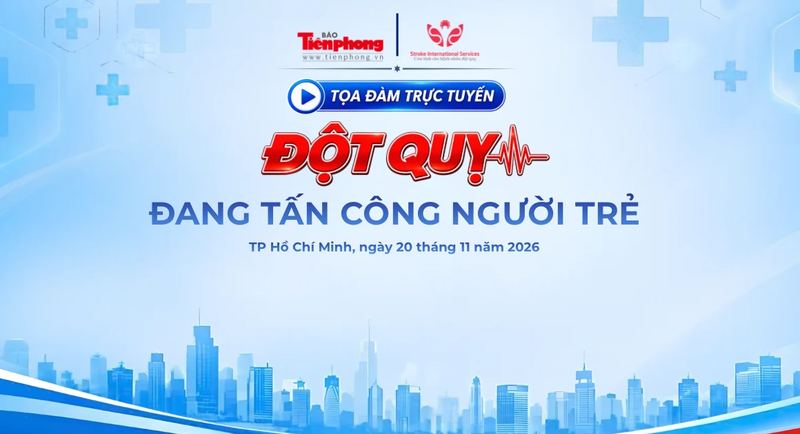 BÁO
Tiền phong
www.tienphong.vn
Stroke International Services
TỌA ĐÀM TRỰC TUYẾN
ĐỘT QUỴ
ĐANG TẤN CÔNG NGƯỜI TRẺ
TP Hồ Chí Minh, ngày 20 tháng 11 năm 2026